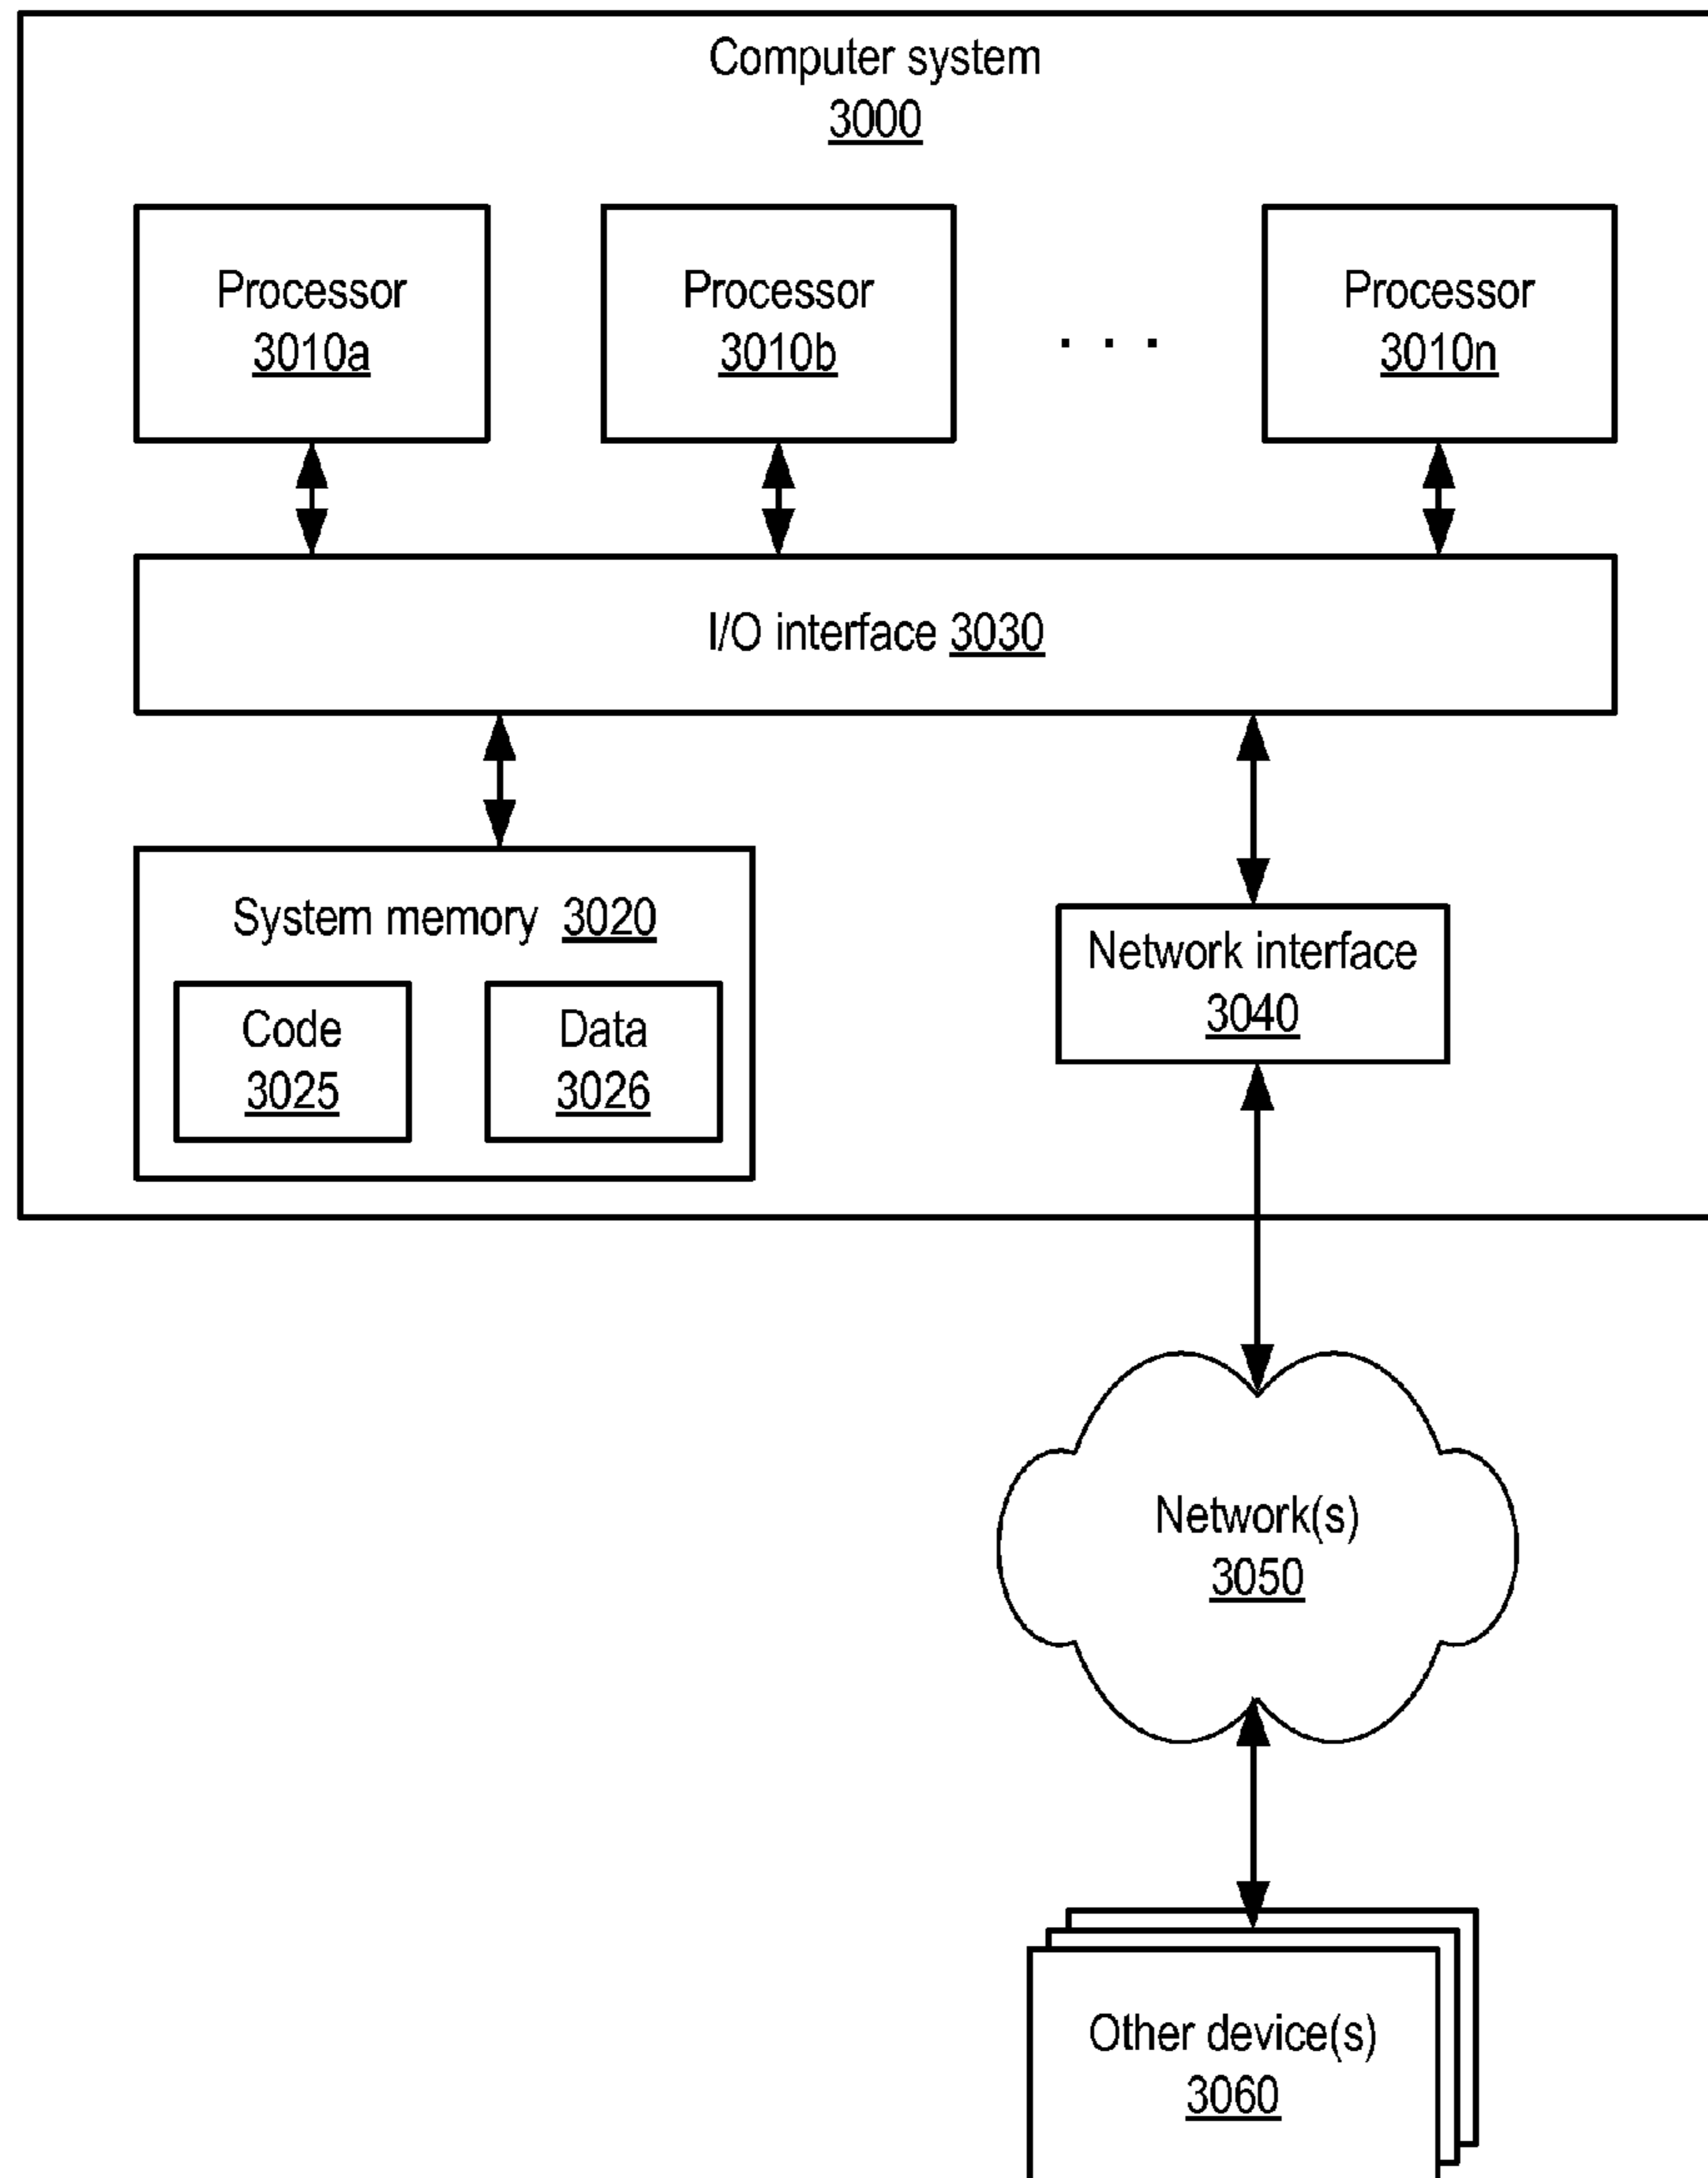 Computer system
3000
Processor
3010a
Processor
3010b
. . .
Processor
3010n
I/O interface 3030
System memory 3020
Code
3025
Data
3026
Network interface
3040
Network(s)
3050
Other device(s)
3060